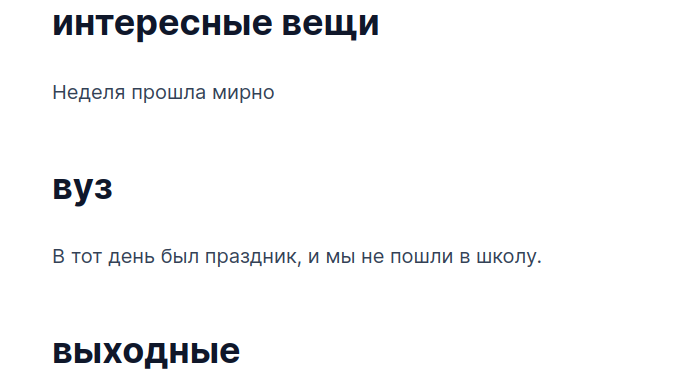 интересные вещи
Неделя прошла мирно
вуз
В тот день был праздник, и мы не пошли в школу.
выходные